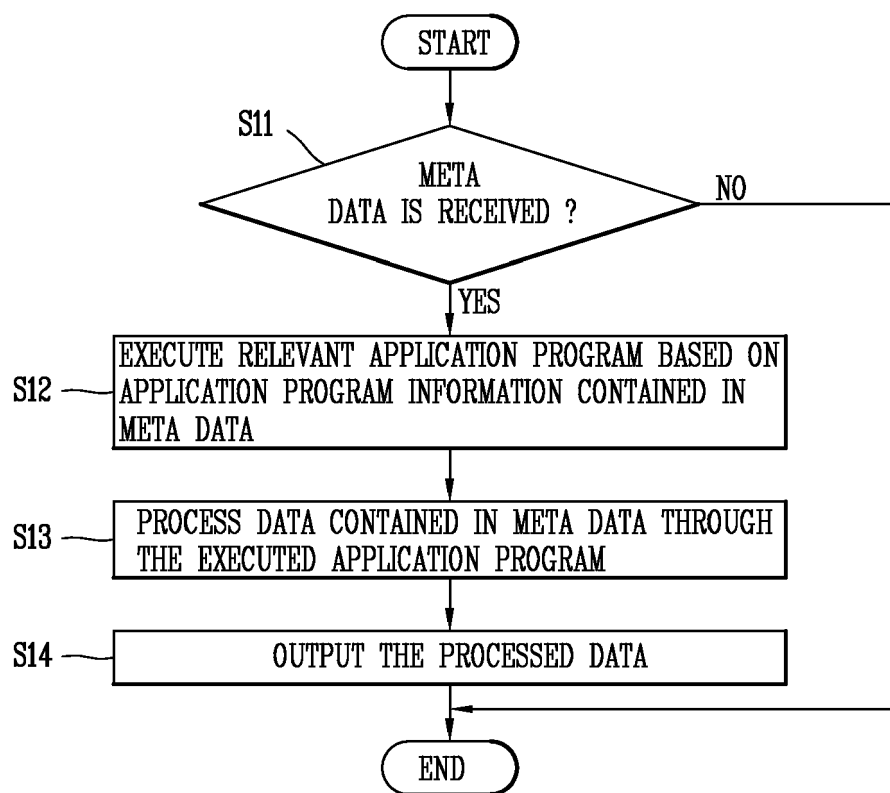 START
S11
META
DATA IS RECEIVED ?
NO
YES
S12
EXECUTE RELEVANT APPLICATION PROGRAM BASED ON
APPLICATION PROGRAM INFORMATION CONTAINED IN
META DATA
S13
PROCESS DATA CONTAINED IN META DATA THROUGH
THE EXECUTED APPLICATION PROGRAM
S14
OUTPUT THE PROCESSED DATA
END